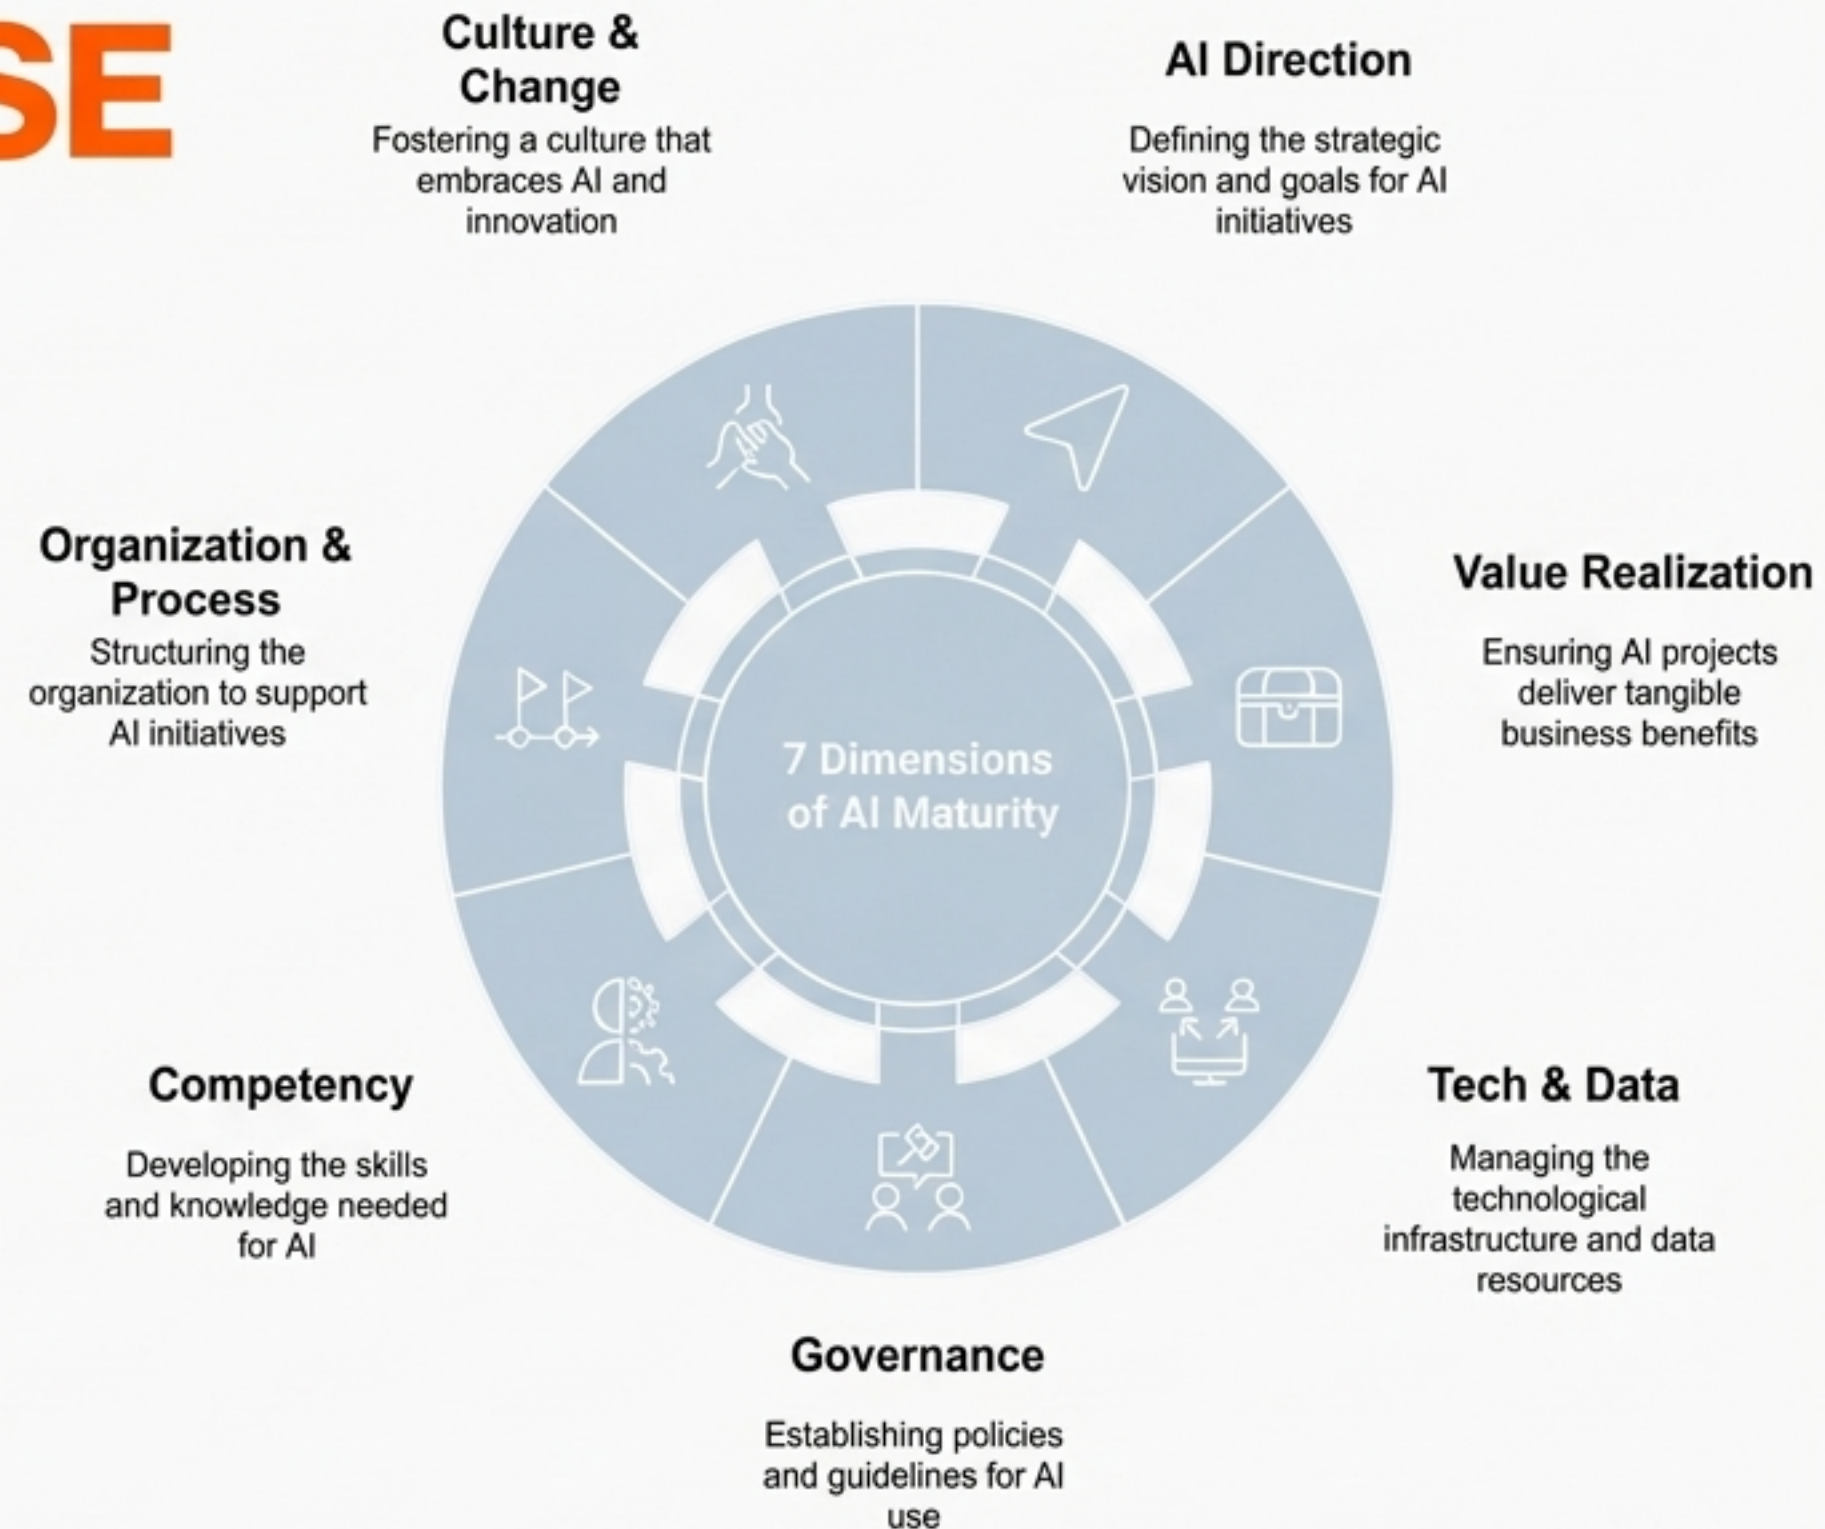 SE
Culture &
Change
Fostering a culture that
embraces AI and
innovation
AI Direction
Defining the strategic
vision and goals for AI
initiatives
Value Realization
Ensuring AI projects
deliver tangible
business benefits
Tech & Data
Managing the
technological
infrastructure and data
resources
Governance
Establishing policies
and guidelines for AI
use
Competency
Developing the skills
and knowledge needed
for AI
Organization &
Process
Structuring the
organization to support
AI initiatives
7 Dimensions
of AI Maturity